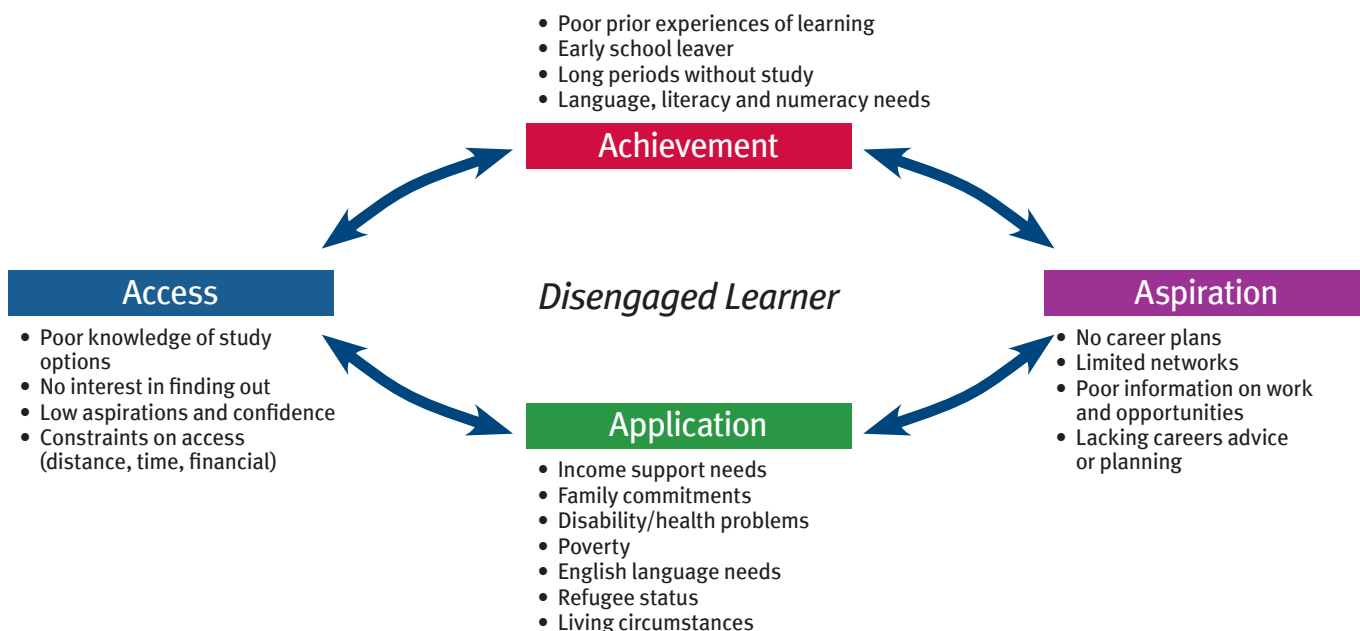 • Poor prior experiences of learning
• Early school leaver
• Long periods without study
• Language, literacy and numeracy needs
Achievement
Access
• Poor knowledge of study
options
• No interest in finding out
• Low aspirations and confidence
• Constraints on access
(distance, time, financial)
Disengaged Learner
Aspiration
• No career plans
• Limited networks
• Poor information on work
and opportunities
• Lacking careers advice
or planning
Application
• Income support needs
• Family commitments
• Disability/health problems
• Poverty
• English language needs
• Refugee status
• Living circumstances